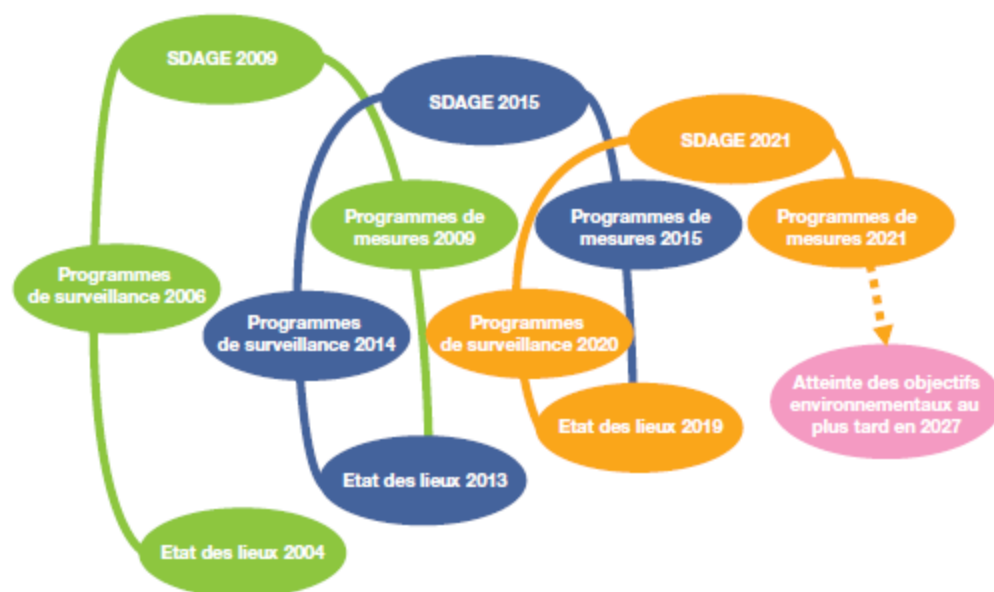 SDAGE 2009
SDAGE 2015
SDAGE 2021
Programmes de
mesures 2009
Programmes de
mesures 2015
Programmes de
mesures 2021
Programmes
de surveillance 2006
Programmes
de surveillance 2014
Programmes
de surveillance 2020
Atteinte des objectifs
environnementaux au
plus tard en 2027
Etat des lieux 2019
Etat des lieux 2013
Etat des lieux 2004